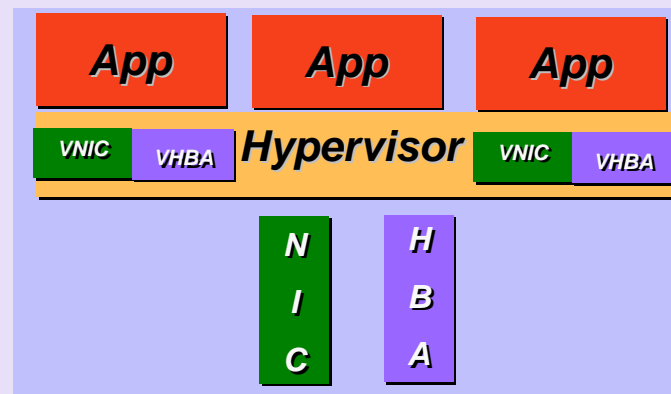 App App App
VNIC VHBA Hypervisor VNIC VHBA
N H
I B
C A